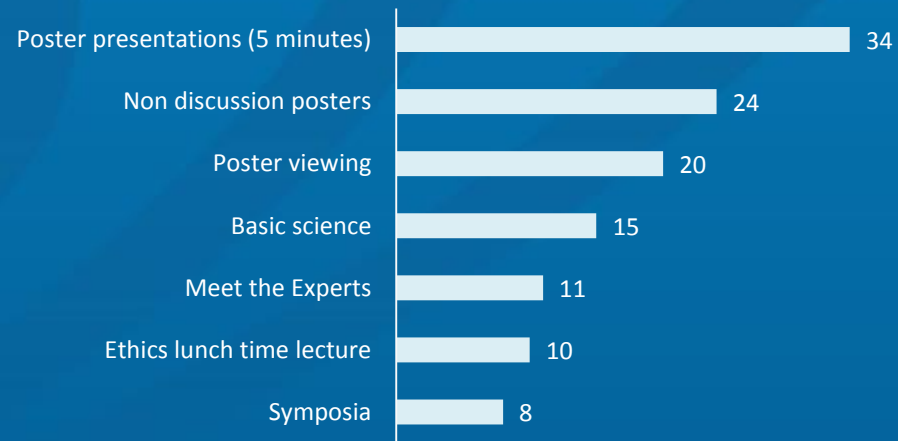 Poster presentations (5 minutes) 34
Non discussion posters 24
Poster viewing 20
Basic science 15
Meet the Experts 11
Ethics lunch time lecture 10
Symposia 8